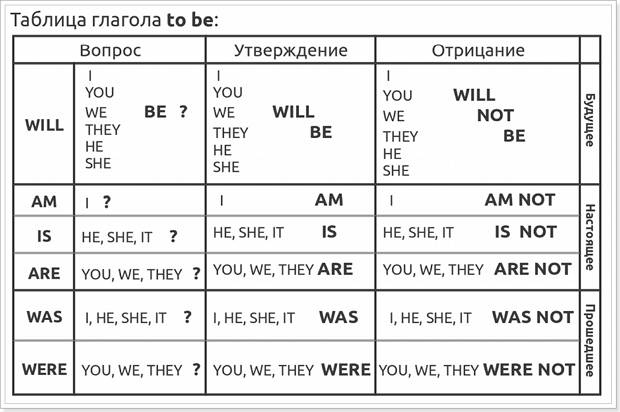 Таблица глагола to be:
Вопрос Утверждение Отрицание
WILL
I
YOU
WE
THEY
HE
SHE
BE ?
I
YOU
WE
THEY
HE
SHE
WILL
BE
I
YOU
WE
THEY
HE
SHE
WILL
NOT
BE
Будущее
AM I ? I AM I AM NOT
IS HE, SHE, IT ? HE, SHE, IT IS HE, SHE, IT IS NOT
ARE YOU, WE, THEY ? YOU, WE, THEY ARE YOU, WE, THEY ARE NOT
Настоящее
WAS I, HE, SHE, IT ? I, HE, SHE, IT WAS I, HE, SHE, IT WAS NOT
WERE YOU, WE, THEY ? YOU, WE, THEY WERE YOU, WE, THEY WERE NOT
Прошедшее